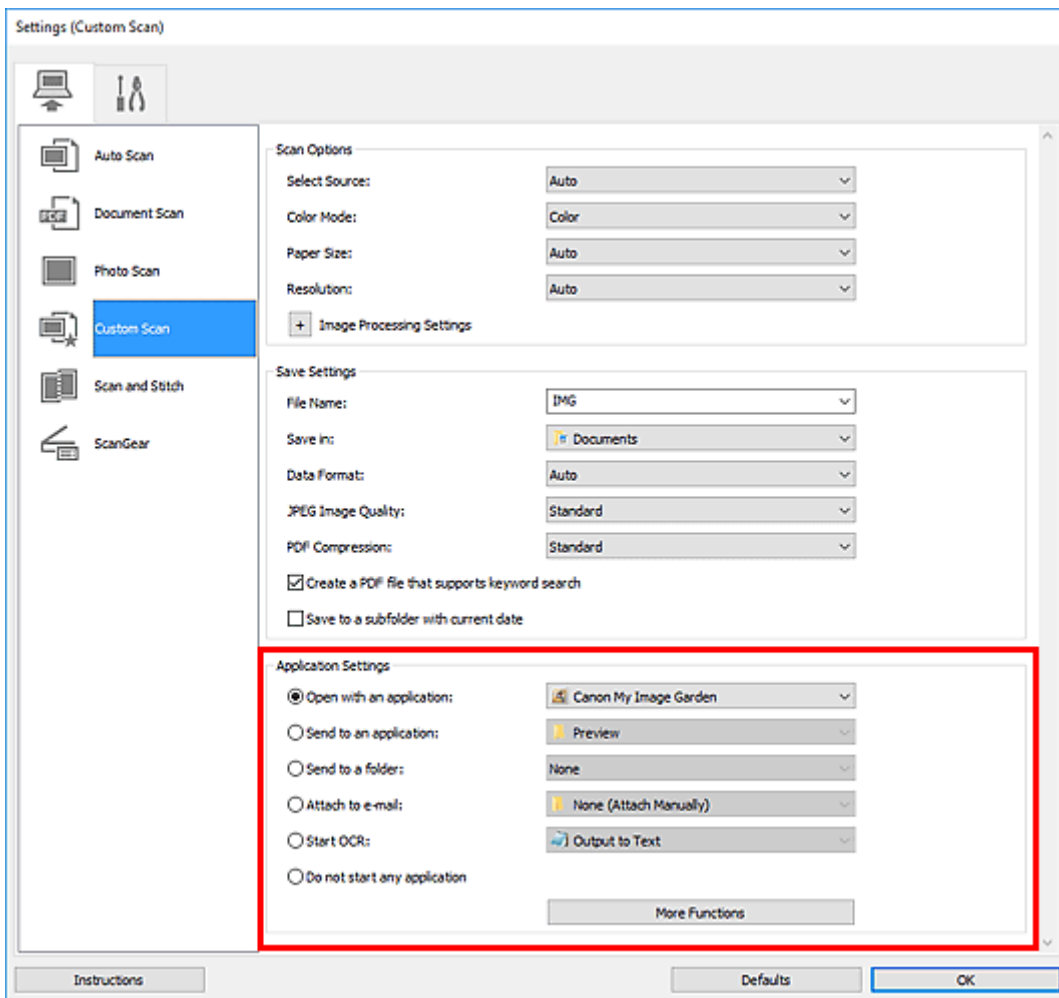 Settings (Custom Scan)
Auto Scan
Document Scan
Photo Scan
Custom Scan
Scan and Stitch
ScanGear
Scan Options
Select Source: Auto
Color Mode: Color
Paper Size: Auto
Resolution: Auto
+ Image Processing Settings
Save Settings
File Name: IMG
Save in: Documents
Data Format: Auto
JPEG Image Quality: Standard
PDF Compression: Standard
Create a PDF file that supports keyword search
Save to a subfolder with current date
Application Settings
Open with an application: Canon My Image Garden
Send to an application: Preview
Send to a folder: None
Attach to e-mail: None (Attach Manually)
Start OCR: Output to Text
Do not start any application
More Functions
Instructions Defaults OK